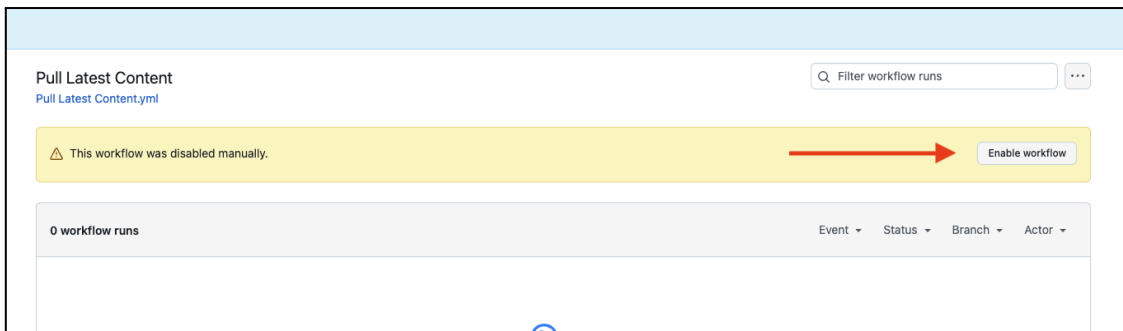 Pull Latest Content
Filter workflow runs
Pull Latest Content.yml
This workflow was disabled manually.
Enable workflow
0 workflow runs
Event
Status
Branch
Actor